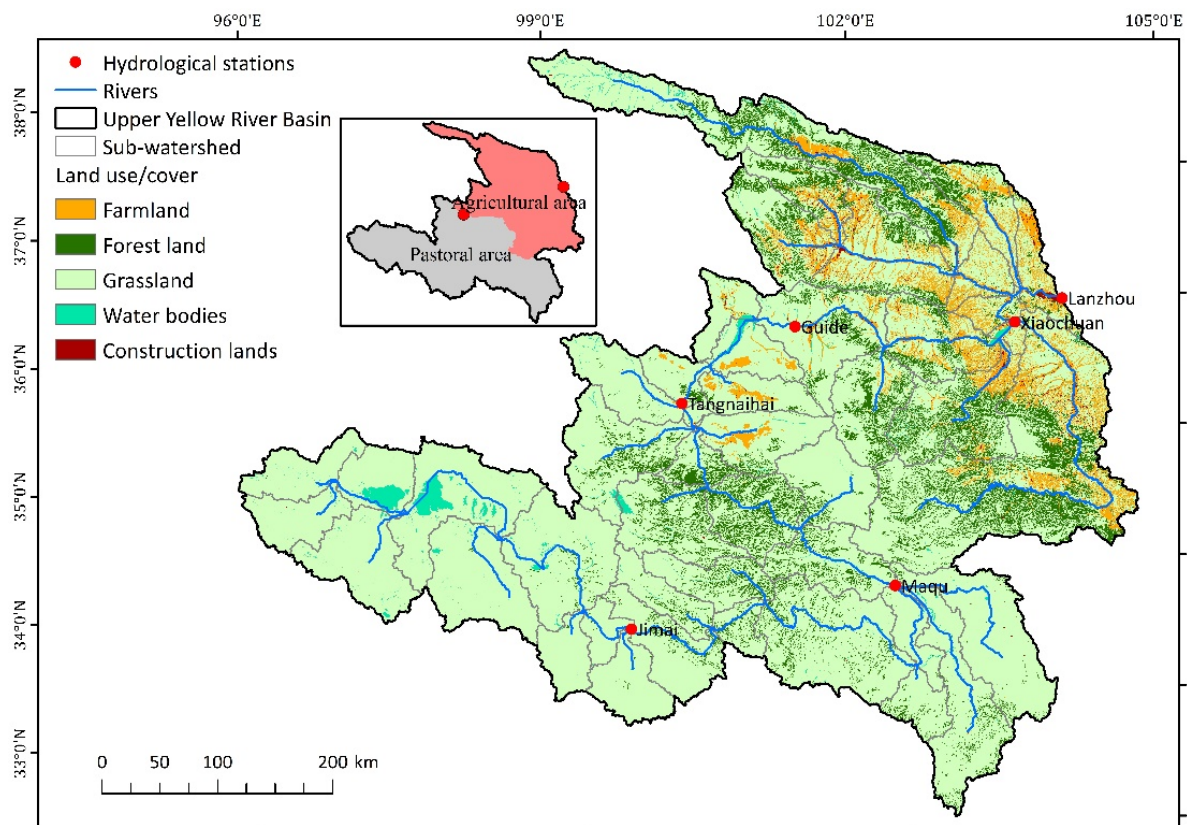 96°0'E 99°0'E 102°0'E 105°0'E
Hydrological stations
Rivers
Upper Yellow River Basin
Sub-watershed
Land use/cover
Farmland
Forest land
Grassland
Water bodies
Construction lands
Agricultural area
Pastoral area
38°0'N
37°0'N
36°0'N
35°0'N
34°0'N
33°0'N
Lanzhou
Xiaochuan
Guide
Tangnaihai
Maqu
Jimai
0 50 100 200 km